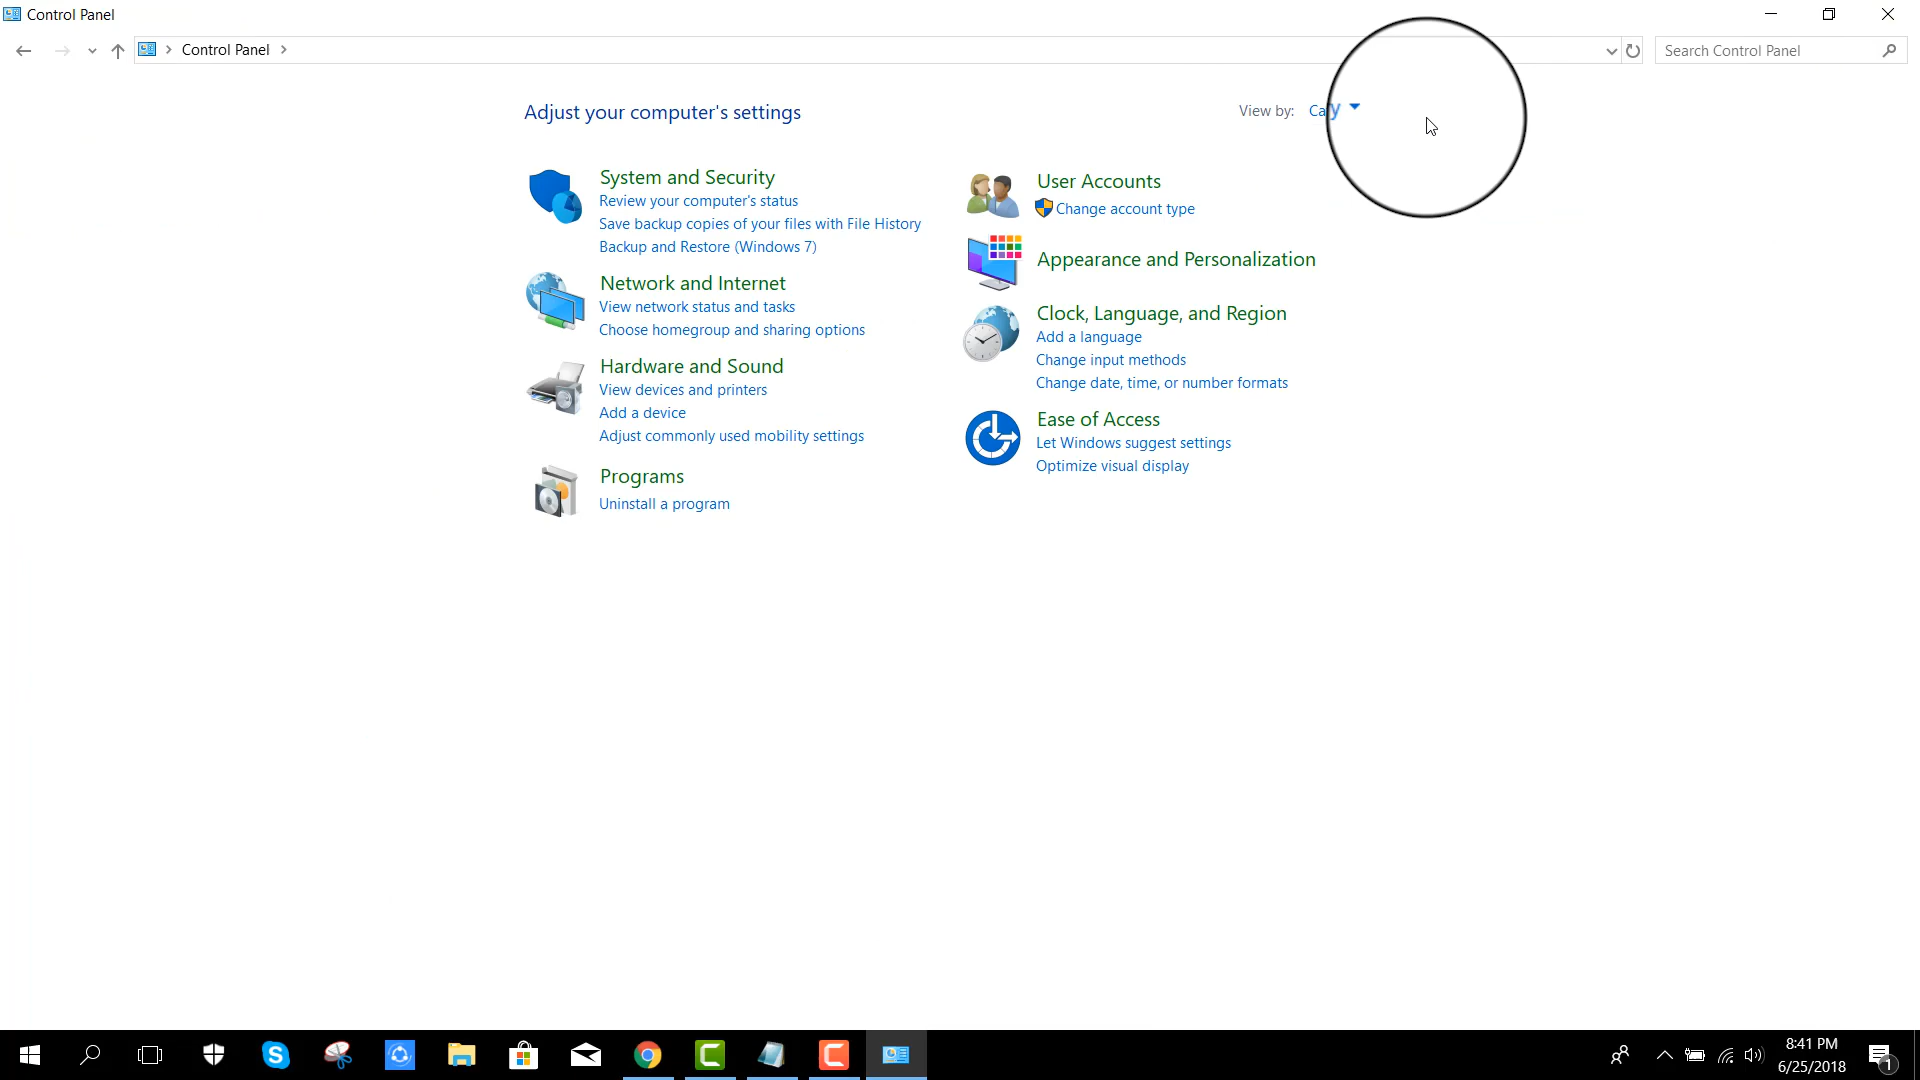 Control Panel
Control Panel
Search Control Panel
Adjust your computer's settings
View by:
System and Security
Review your computer's status
Save backup copies of your files with File History
Backup and Restore (Windows 7)
Network and Internet
View network status and tasks
Choose homegroup and sharing options
Hardware and Sound
View devices and printers
Add a device
Adjust commonly used mobility settings
Programs
Uninstall a program
User Accounts
Change account type
Appearance and Personalization
Clock, Language, and Region
Add a language
Change input methods
Change date, time, or number formats
Ease of Access
Let Windows suggest settings
Optimize visual display
8:41 PM
6/25/2018
1